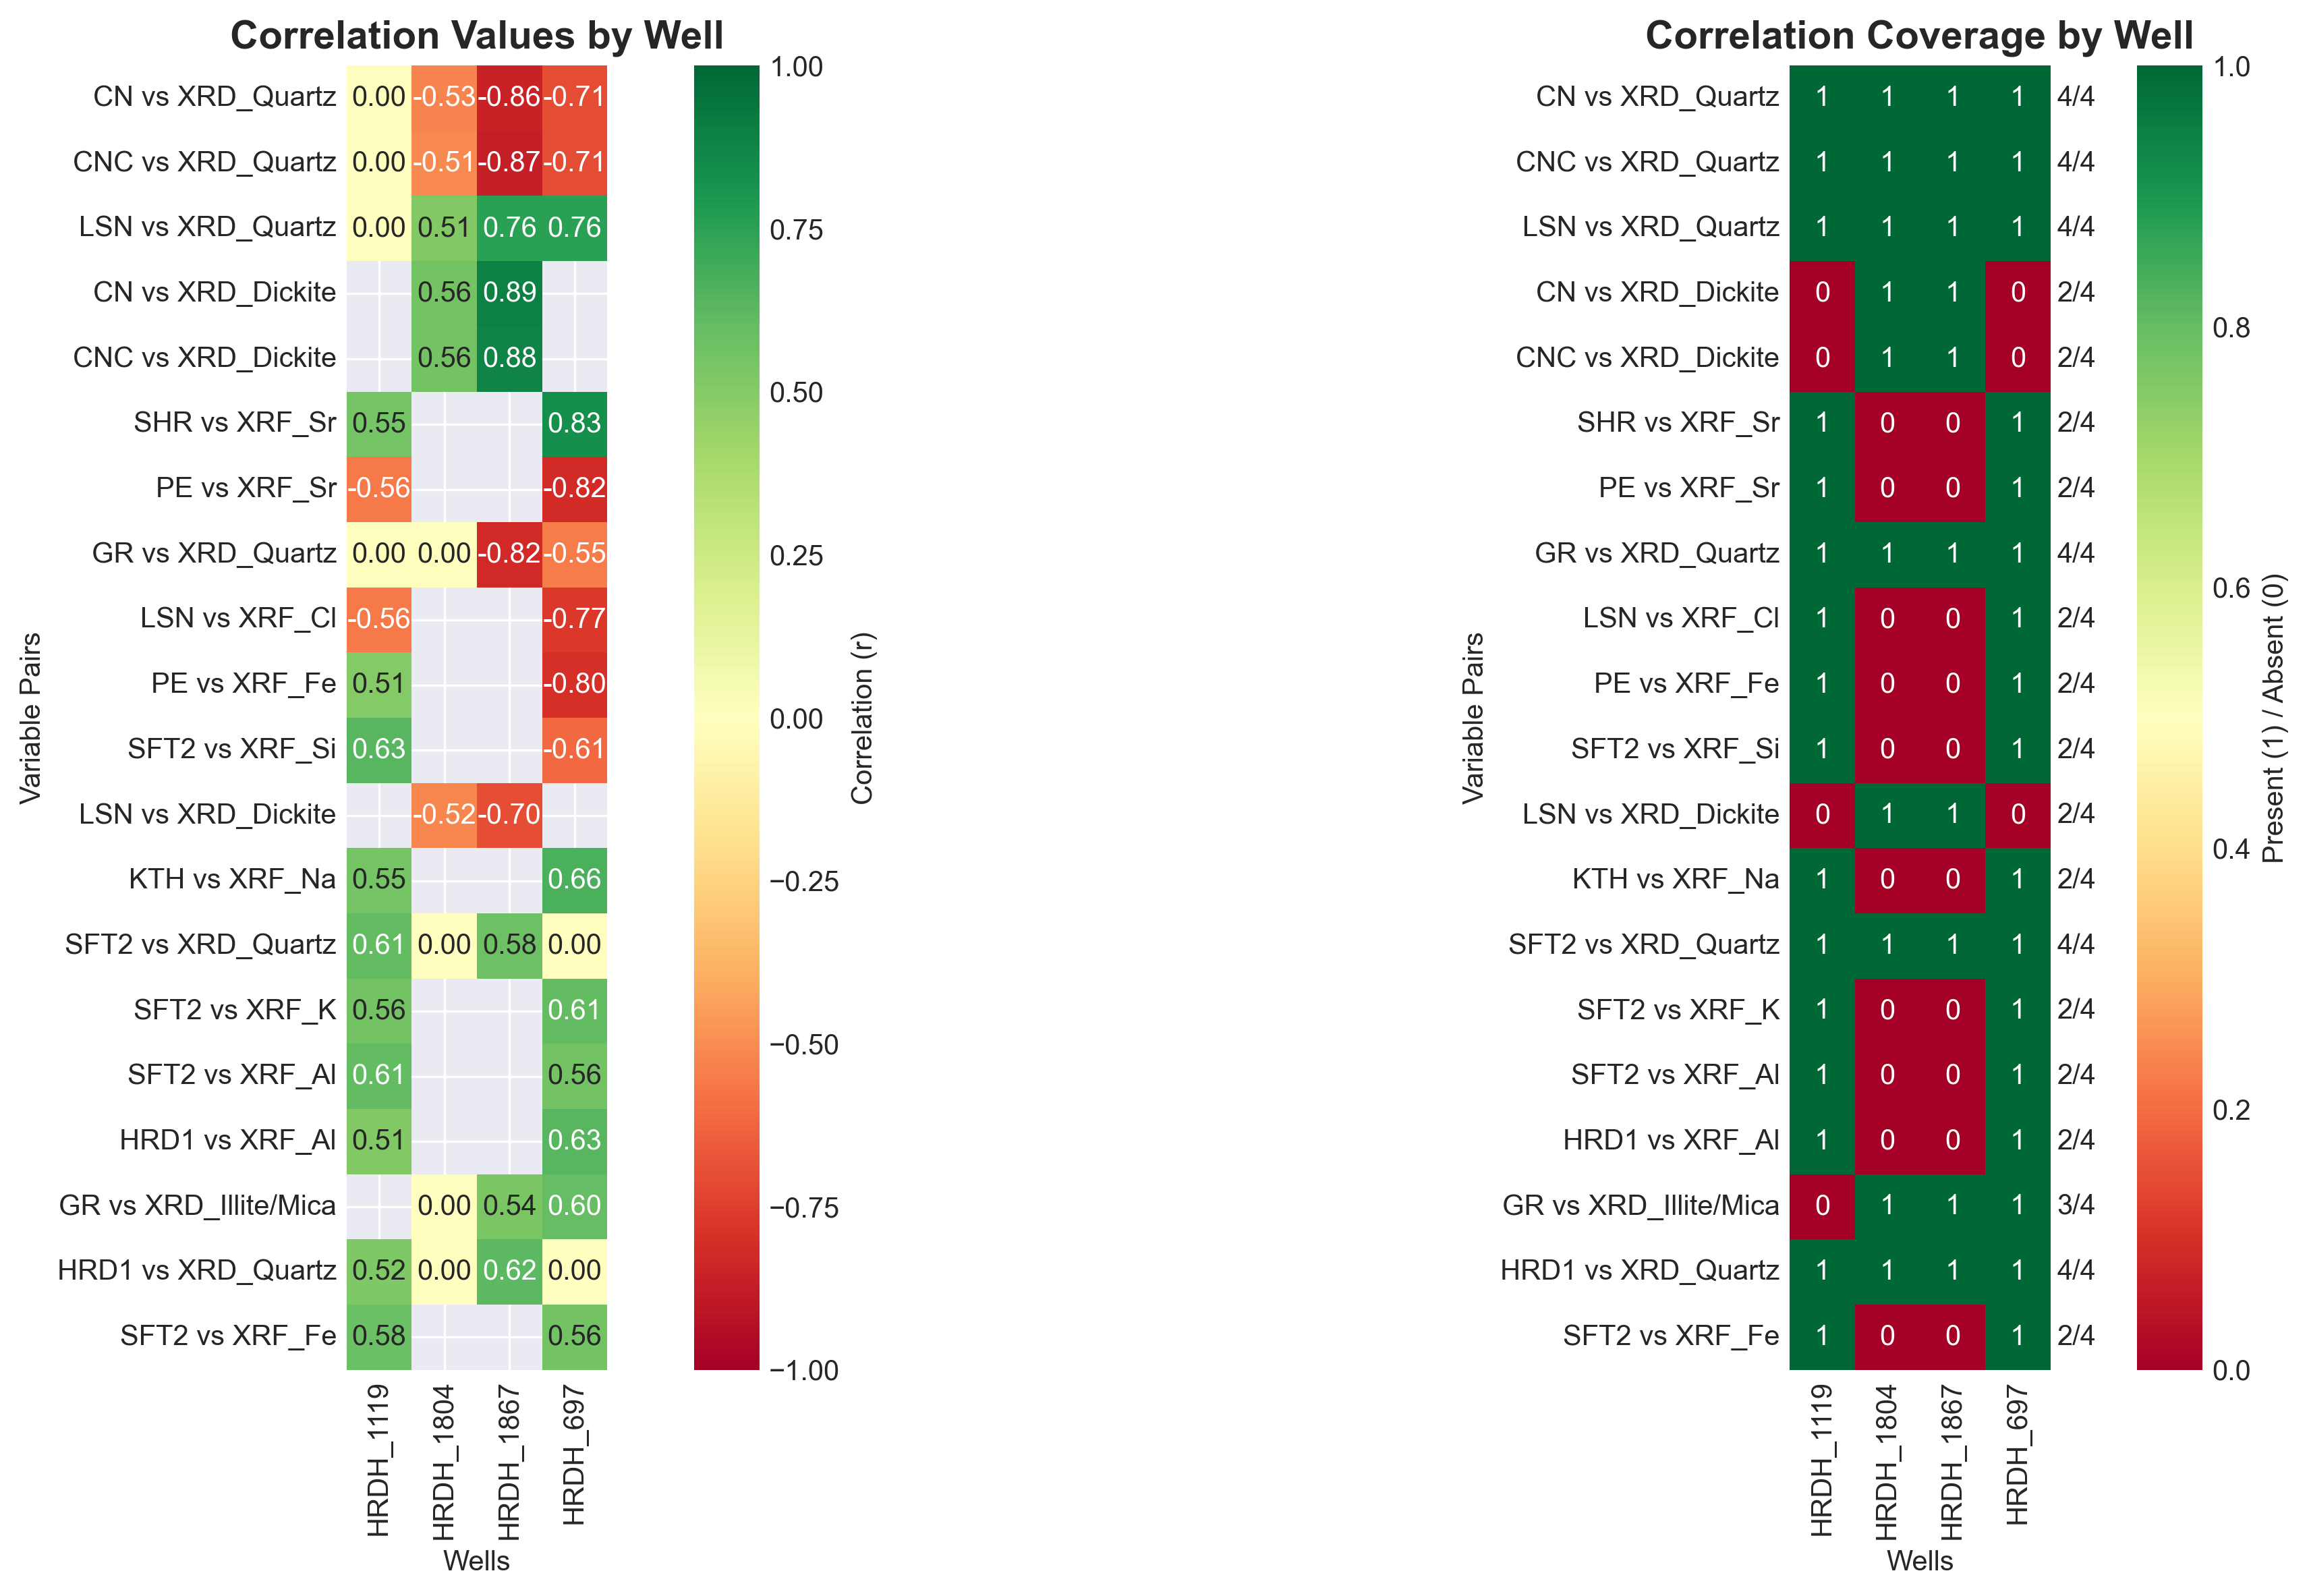 Correlation Values by Well
CN vs XRD_Quartz 0.00 -0.53 -0.86 -0.71
CNC vs XRD_Quartz 0.00 -0.51 -0.87 -0.71
LSN vs XRD_Quartz 0.00 0.51 0.76 0.76
CN vs XRD_Dickite 0.56 0.89
CNC vs XRD_Dickite 0.56 0.88
SHR vs XRF_Sr 0.55 0.83
PE vs XRF_Sr -0.56 -0.82
GR vs XRD_Quartz 0.00 0.00 -0.82 -0.55
LSN vs XRF_Cl -0.56 -0.77
PE vs XRF_Fe 0.51 -0.80
SFT2 vs XRF_Si 0.63 -0.61
LSN vs XRD_Dickite -0.52 -0.70
KTH vs XRF_Na 0.55 0.66
SFT2 vs XRD_Quartz 0.61 0.00 0.58 0.00
SFT2 vs XRF_K 0.56 0.61
SFT2 vs XRF_Al 0.61 0.56
HRD1 vs XRF_Al 0.51 0.63
GR vs XRD_Illite/Mica 0.00 0.54 0.60
HRD1 vs XRD_Quartz 0.52 0.00 0.62 0.00
SFT2 vs XRF_Fe 0.58 0.56
HRDH_1119
HRDH_1804
HRDH_1867
HRDH_697
Wells
Variable Pairs
1.00
0.75
0.50
0.25
0.00
−0.25
−0.50
−0.75
−1.00
Correlation (r)
Correlation Coverage by Well
CN vs XRD_Quartz 1 1 1 1 4/4
CNC vs XRD_Quartz 1 1 1 1 4/4
LSN vs XRD_Quartz 1 1 1 1 4/4
CN vs XRD_Dickite 0 1 1 0 2/4
CNC vs XRD_Dickite 0 1 1 0 2/4
SHR vs XRF_Sr 1 0 0 1 2/4
PE vs XRF_Sr 1 0 0 1 2/4
GR vs XRD_Quartz 1 1 1 1 4/4
LSN vs XRF_Cl 1 0 0 1 2/4
PE vs XRF_Fe 1 0 0 1 2/4
SFT2 vs XRF_Si 1 0 0 1 2/4
LSN vs XRD_Dickite 0 1 1 0 2/4
KTH vs XRF_Na 1 0 0 1 2/4
SFT2 vs XRD_Quartz 1 1 1 1 4/4
SFT2 vs XRF_K 1 0 0 1 2/4
SFT2 vs XRF_Al 1 0 0 1 2/4
HRD1 vs XRF_Al 1 0 0 1 2/4
GR vs XRD_Illite/Mica 0 1 1 1 3/4
HRD1 vs XRD_Quartz 1 1 1 1 4/4
SFT2 vs XRF_Fe 1 0 0 1 2/4
HRDH_1119
HRDH_1804
HRDH_1867
HRDH_697
Wells
Variable Pairs
1.0
0.8
0.6
0.4
0.2
0.0
Present (1) / Absent (0)